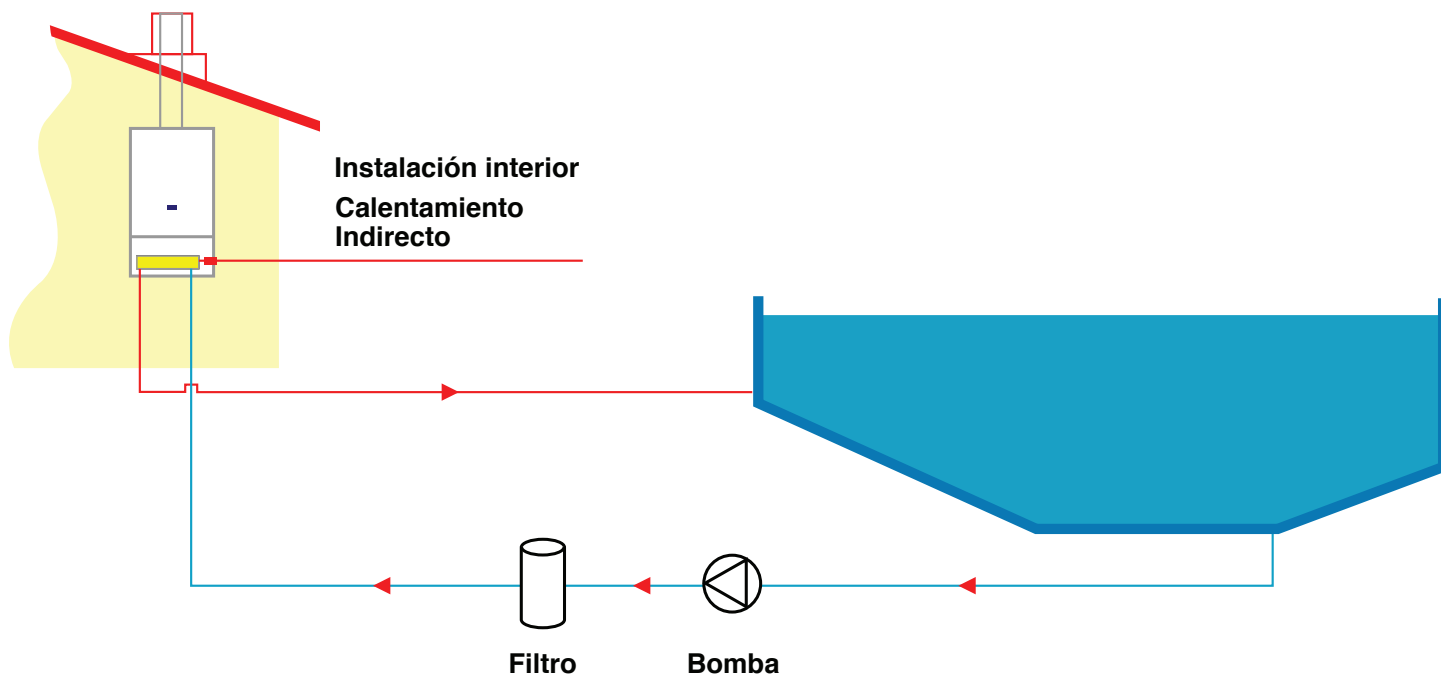 Instalación interior
Calentamiento
Indirecto
Filtro
Bomba